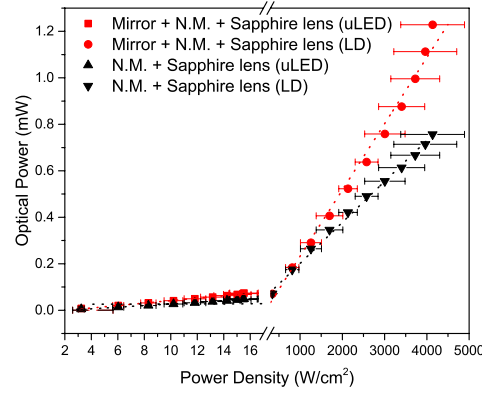 Mirror + N.M. + Sapphire lens (uLED)
Mirror + N.M. + Sapphire lens (LD)
N.M. + Sapphire lens (uLED)
N.M. + Sapphire lens (LD)
Optical Power (mW)
1.2
1.0
0.8
0.6
0.4
0.2
0.0
2 4 6 8 10 12 14 16 1000 2000 3000 4000 5000
Power Density (W/cm²)